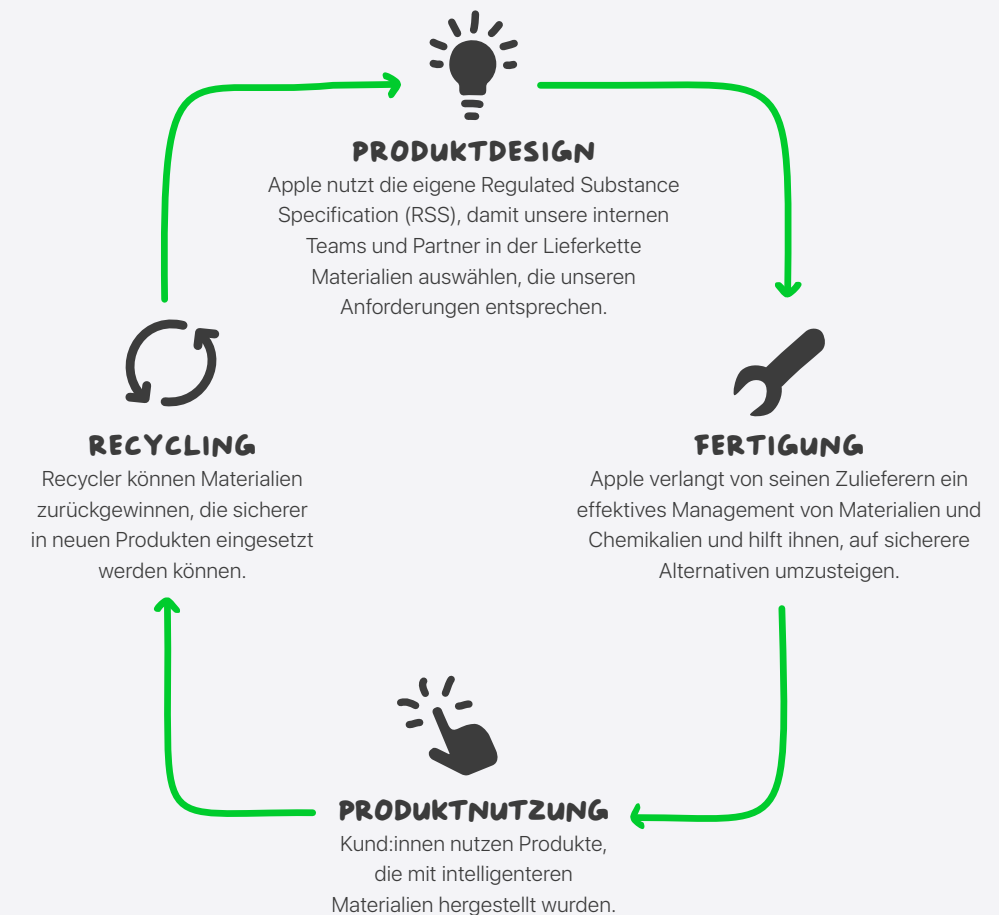 PRODUKTDESIGN
Apple nutzt die eigene Regulated Substance
Specification (RSS), damit unsere internen
Teams und Partner in der Lieferkette
Materialien auswählen, die unseren
Anforderungen entsprechen.
FERTIGUNG
Apple verlangt von seinen Zulieferern ein
effektives Management von Materialien und
Chemikalien und hilft ihnen, auf sicherere
Alternativen umzusteigen.
PRODUKTNUTZUNG
Kund:innen nutzen Produkte,
die mit intelligenteren
Materialien hergestellt wurden.
RECYCLING
Recycler können Materialien
zurückgewinnen, die sicherer
in neuen Produkten eingesetzt
werden können.